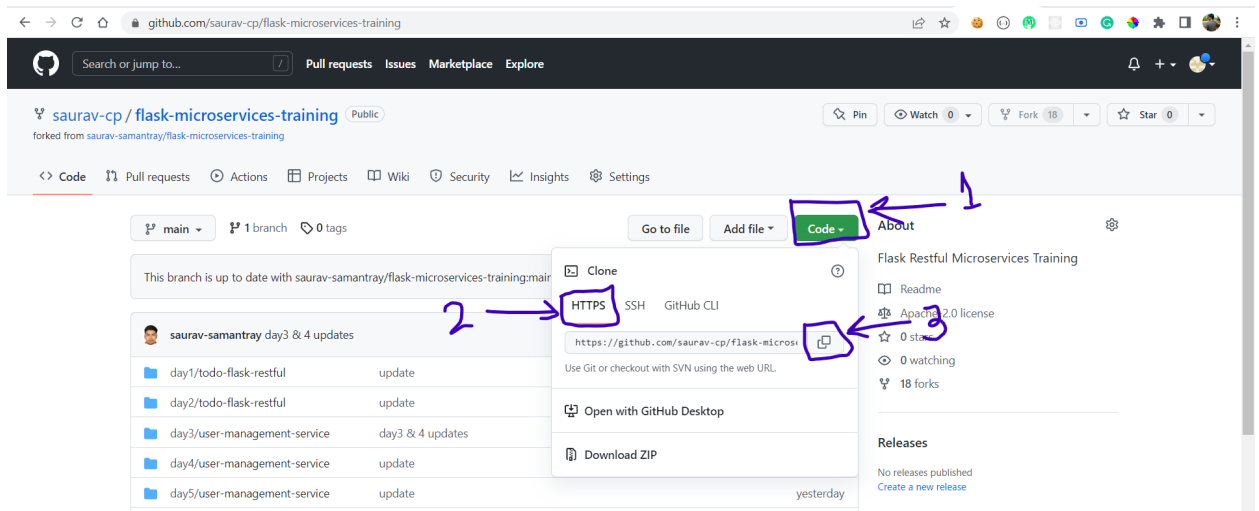 github.com/saurav-cp/flask-microservices-training
Search or jump to... / Pull requests Issues Marketplace Explore
saurav-cp / flask-microservices-training Public
Pin Watch 0 Fork 18 Star 0
forked from saurav-samantray/flask-microservices-training
Code Pull requests Actions Projects Wiki Security Insights Settings
1
main 1 branch 0 tags Go to file Add file Code
About
Flask Restful Microservices Training
This branch is up to date with saurav-samantray/flask-microservices-training:main
Clone
Readme
2
HTTPS SSH GitHub CLI
Apache-2.0 license
3
saurav-samantray day3 & 4 updates
https://github.com/saurav-cp/flask-microse
0 stars
Use Git or checkout with SVN using the web URL.
0 watching
day1/todo-flask-restful update
18 forks
day2/todo-flask-restful update
Open with GitHub Desktop
day3/user-management-service day3 & 4 updates
Releases
day4/user-management-service update
Download ZIP
No releases published
Create a new release
day5/user-management-service update yesterday